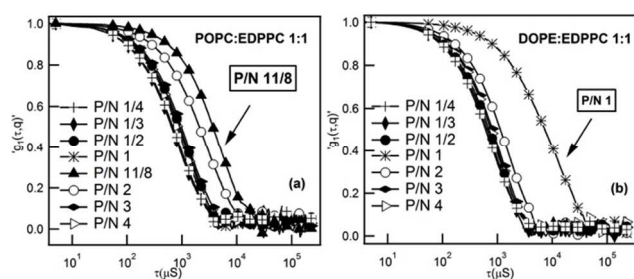 1.0
0.8
0.6
0.4
0.2
0.0
'g₁(τ,q)'
POPC:EDPPC 1:1
P/N 11/8
P/N 1/4
P/N 1/3
P/N 1/2
P/N 1
P/N 11/8
P/N 2
P/N 3
P/N 4
(a)
10¹ 10² 10³ 10⁴ 10⁵
τ(μS)
1.0
0.8
0.6
0.4
0.2
0.0
'g₁(τ,q)'
DOPE:EDPPC 1:1
P/N 1
P/N 1/4
P/N 1/3
P/N 1/2
P/N 1
P/N 2
P/N 3
P/N 4
(b)
10¹ 10² 10³ 10⁴ 10⁵
τ(μS)